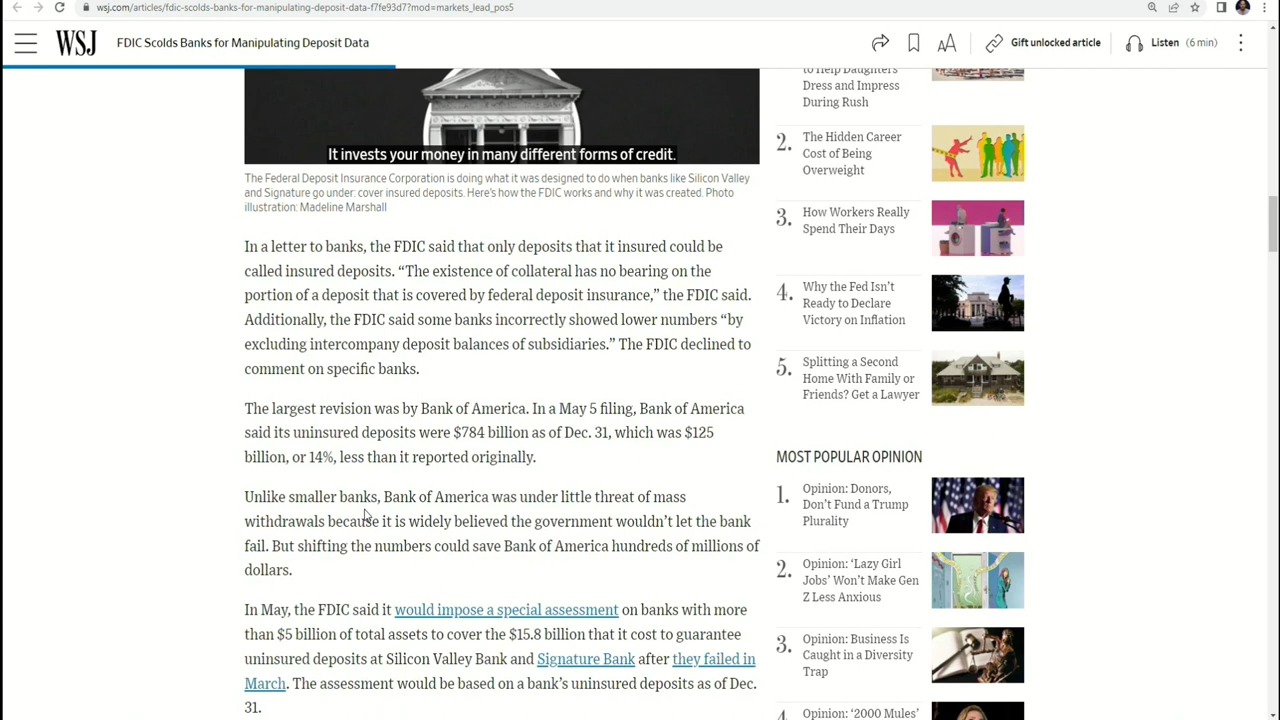 wsj.com/articles/fdic-scolds-banks-for-manipulating-deposit-data-f7fe93d7?mod=markets_lead_pos5
WSJ
FDIC Scolds Banks for Manipulating Deposit Data
AA
Gift unlocked article
Listen (6 min)
It invests your money in many different forms of credit.
The Federal Deposit Insurance Corporation is doing what it was designed to do when banks like Silicon Valley
and Signature go under: cover insured deposits. Here's how the FDIC works and why it was created. Photo
illustration: Madeline Marshall
In a letter to banks, the FDIC said that only deposits that it insured could be
called insured deposits. “The existence of collateral has no bearing on the
portion of a deposit that is covered by federal deposit insurance,” the FDIC said.
Additionally, the FDIC said some banks incorrectly showed lower numbers “by
excluding intercompany deposit balances of subsidiaries.” The FDIC declined to
comment on specific banks.
The largest revision was by Bank of America. In a May 5 filing, Bank of America
said its uninsured deposits were $784 billion as of Dec. 31, which was $125
billion, or 14%, less than it reported originally.
Unlike smaller banks, Bank of America was under little threat of mass
withdrawals because it is widely believed the government wouldn’t let the bank
fail. But shifting the numbers could save Bank of America hundreds of millions of
dollars.
In May, the FDIC said it would impose a special assessment on banks with more
than $5 billion of total assets to cover the $15.8 billion that it cost to guarantee
uninsured deposits at Silicon Valley Bank and Signature Bank after they failed in
March. The assessment would be based on a bank’s uninsured deposits as of Dec.
31.
to Help Daughters
Dress and Impress
During Rush
2.
The Hidden Career
Cost of Being
Overweight
3.
How Workers Really
Spend Their Days
4.
Why the Fed Isn’t
Ready to Declare
Victory on Inflation
5.
Splitting a Second
Home With Family or
Friends? Get a Lawyer
MOST POPULAR OPINION
1.
Opinion: Donors,
Don’t Fund a Trump
Plurality
2.
Opinion: ‘Lazy Girl
Jobs’ Won’t Make Gen
Z Less Anxious
3.
Opinion: Business Is
Caught in a Diversity
Trap
4
Opinion: ‘2000 Mules’